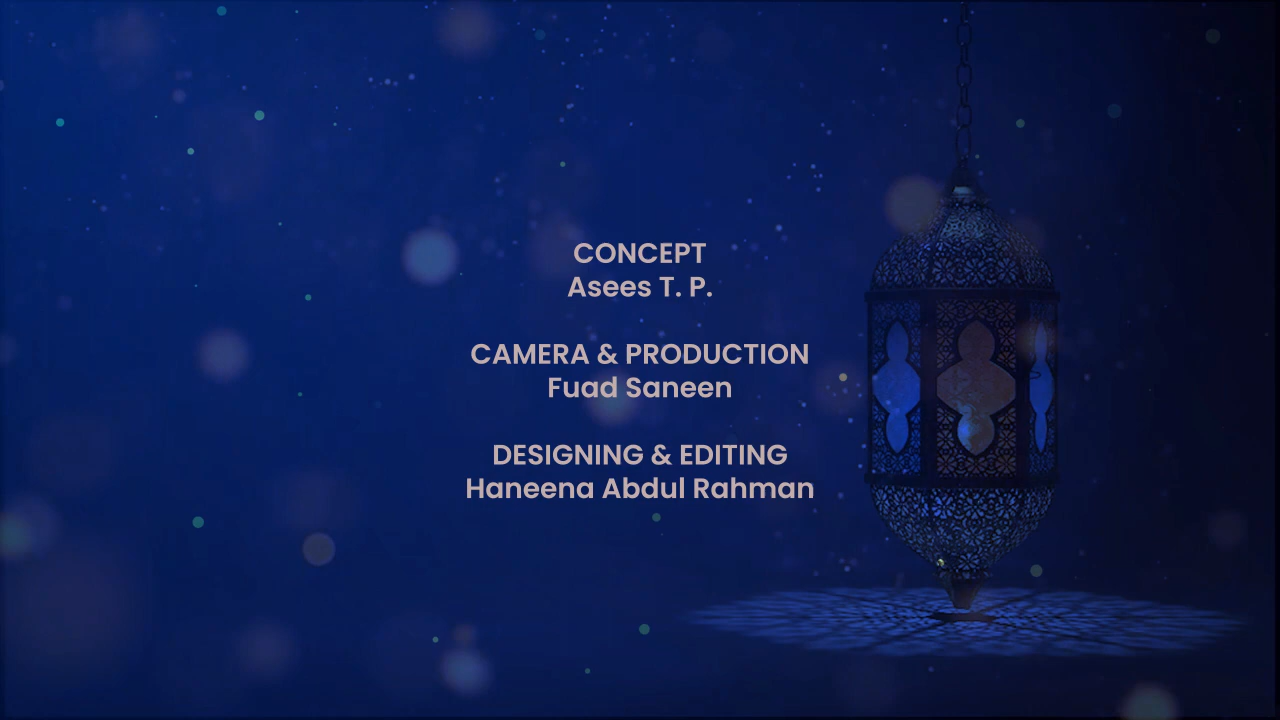 CONCEPT
Asees T. P.
CAMERA & PRODUCTION
Fuad Saneen
DESIGNING & EDITING
Haneena Abdul Rahman